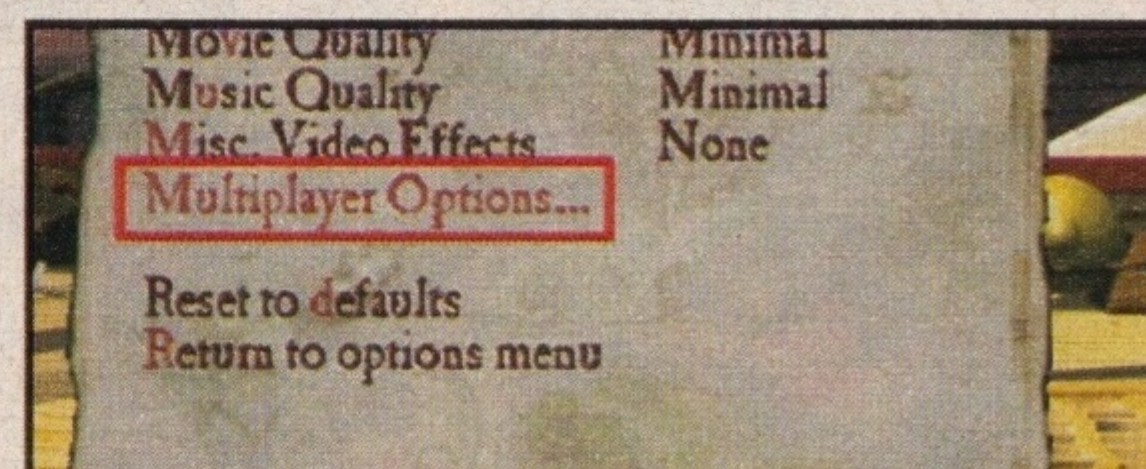 Movie Quality Minimal
Music Quality Minimal
Misc. Video Effects None
Multiplayer Options...
Reset to defaults
Return to options menu